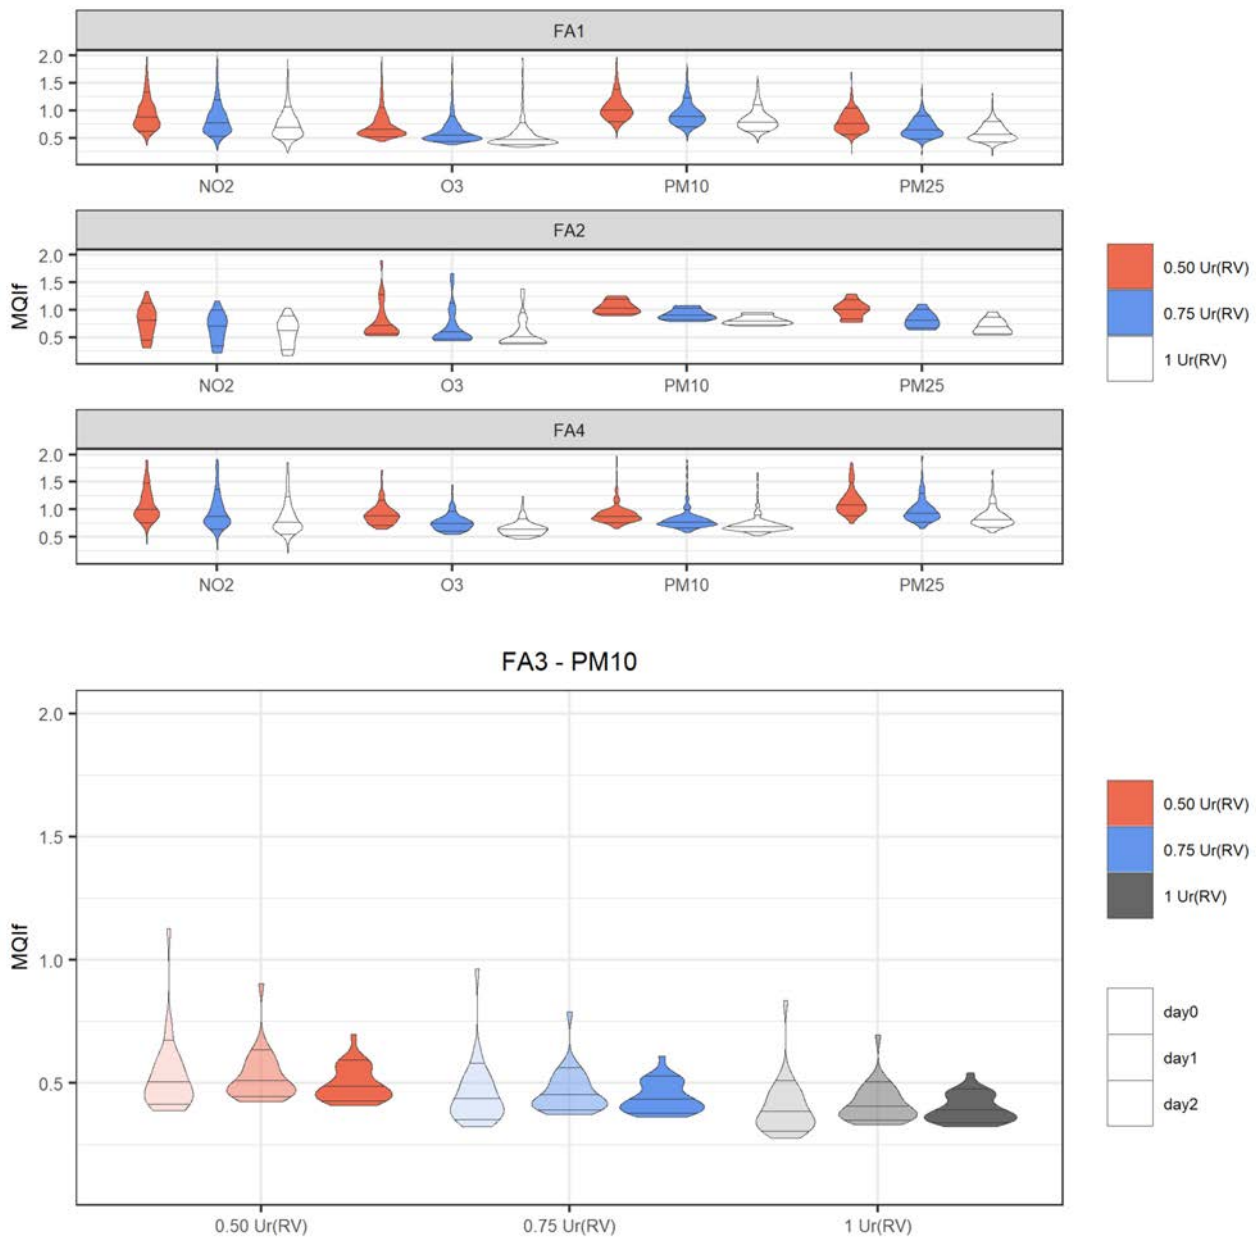 FA1
2.0
1.5
1.0
0.5
NO2 O3 PM10 PM25
FA2
2.0
1.5
1.0
0.5
NO2 O3 PM10 PM25
MQIf
0.50 Ur(RV)
0.75 Ur(RV)
1 Ur(RV)
FA4
2.0
1.5
1.0
0.5
NO2 O3 PM10 PM25
FA3 - PM10
2.0
1.5
1.0
0.5
MQIf
0.50 Ur(RV) 0.75 Ur(RV) 1 Ur(RV)
0.50 Ur(RV)
0.75 Ur(RV)
1 Ur(RV)
day0
day1
day2